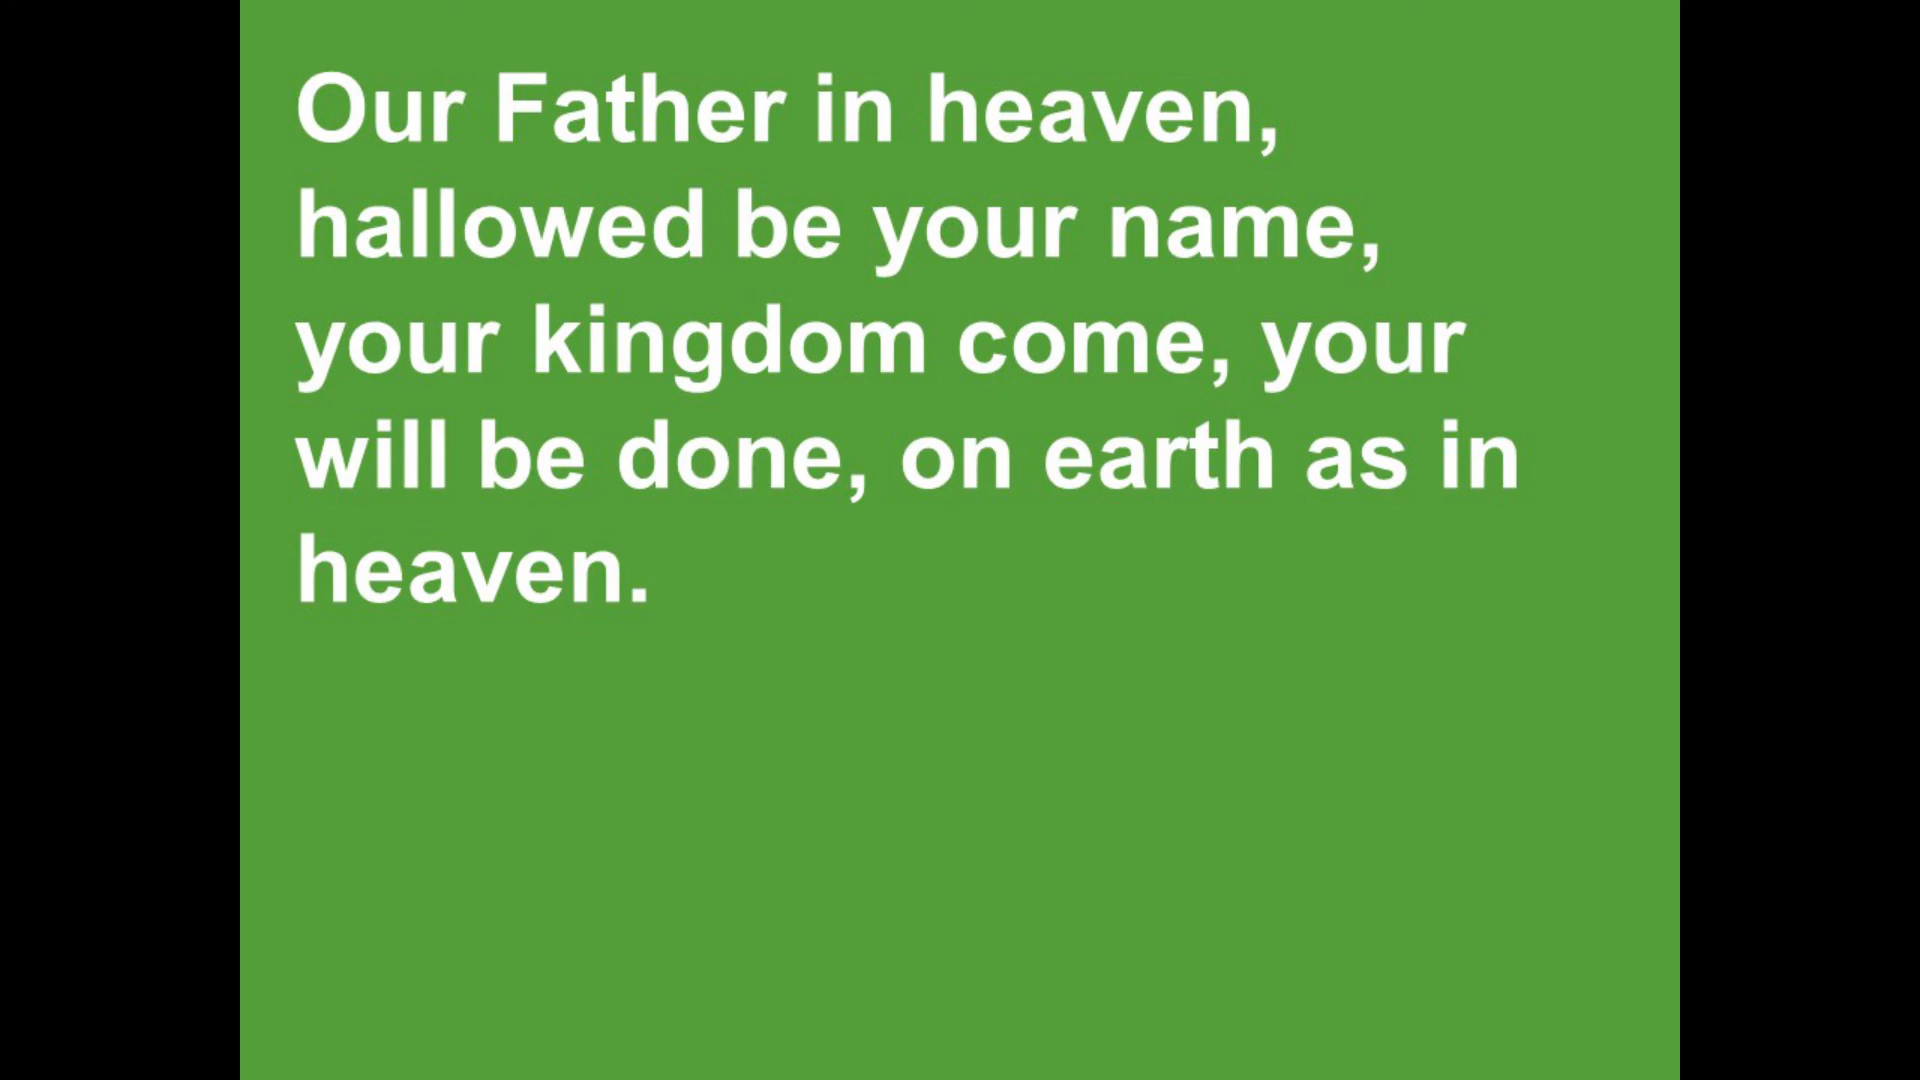 Our Father in heaven,
hallowed be your name,
your kingdom come, your
will be done, on earth as in
heaven.